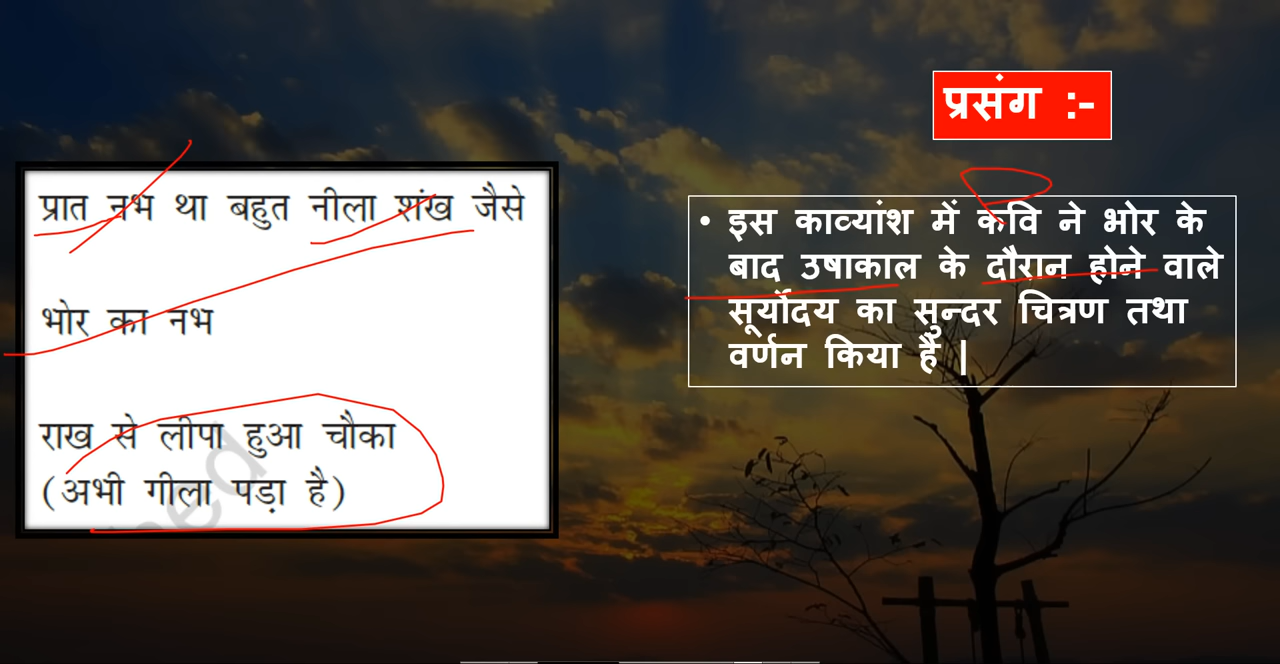 प्रसंग :-
प्रात नभ था बहुत नीला शंख जैसे
भोर का नभ
राख से लीपा हुआ चौका
(अभी गीला पड़ा है)
• इस काव्यांश में कवि ने भोर के
बाद उषाकाल के दौरान होने वाले
सूर्योदय का सुन्दर चित्रण तथा
वर्णन किया है |